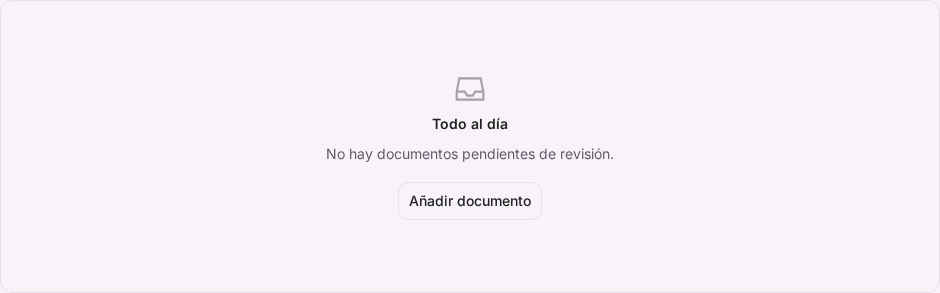 Todo al día
No hay documentos pendientes de revisión.
Añadir documento